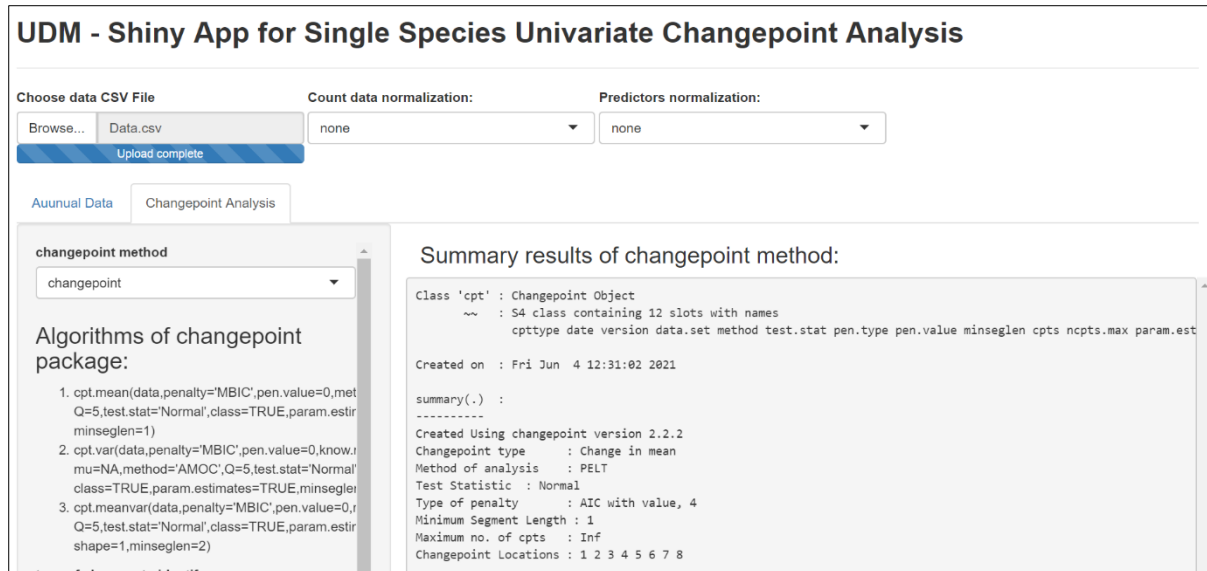 UDM - Shiny App for Single Species Univariate Changepoint Analysis
Choose data CSV File
Count data normalization:
Predictors normalization:
Browse... Data.csv
none
none
Upload complete
Auunual Data
Changepoint Analysis
changepoint method
changepoint
Algorithms of changepoint
package:
1. cpt.mean(data,penalty='MBIC',pen.value=0,met
Q=5,test.stat='Normal',class=TRUE,param.estir
minseglen=1)
2. cpt.var(data,penalty='MBIC',pen.value=0,know.r
mu=NA,method='AMOC',Q=5,test.stat='Normal'
class=TRUE,param.estimates=TRUE,minsegler
3. cpt.meanvar(data,penalty='MBIC',pen.value=0,r
Q=5,test.stat='Normal',class=TRUE,param.estir
shape=1,minseglen=2)
Summary results of changepoint method:
Class 'cpt' : Changepoint Object
~~ : S4 class containing 12 slots with names
cpttype date version data.set method test.stat pen.type pen.value minseglen cpts ncpts.max param.est
Created on : Fri Jun 4 12:31:02 2021
summary(.) :
----------
Created Using changepoint version 2.2.2
Changepoint type : Change in mean
Method of analysis : PELT
Test Statistic : Normal
Type of penalty : AIC with value, 4
Minimum Segment Length : 1
Maximum no. of cpts : Inf
Changepoint Locations : 1 2 3 4 5 6 7 8